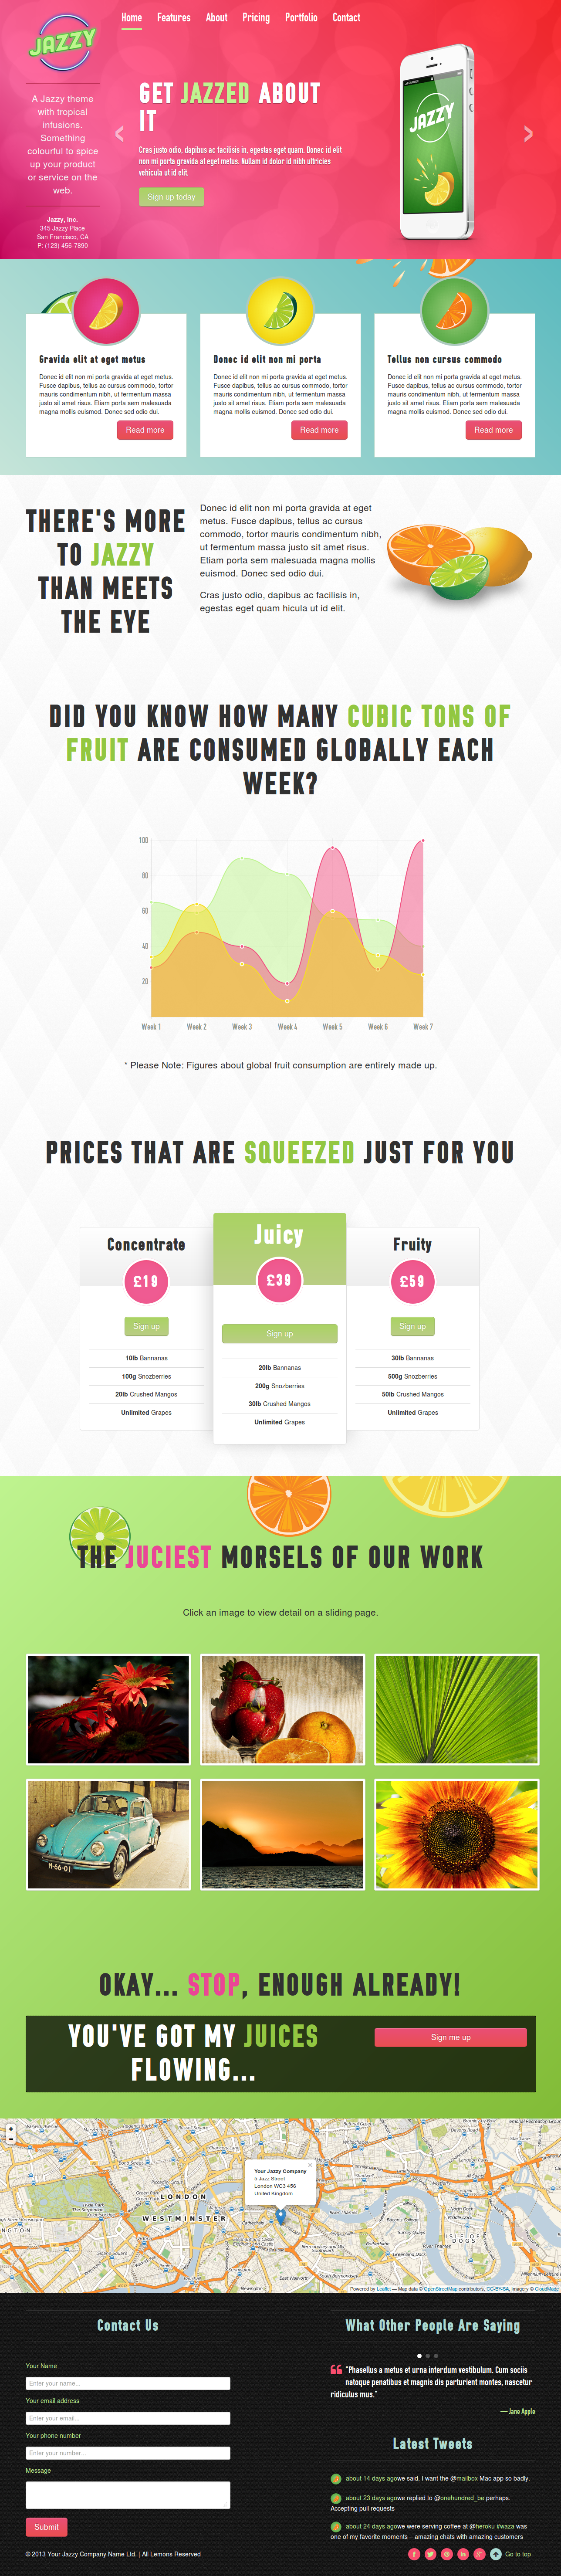 JAZZY
Home Features About Pricing Portfolio Contact
A Jazzy theme
with tropical
infusions.
Something
colourful to spice
up your product
or service on the
web.
Jazzy, Inc.
345 Jazzy Place
San Francisco, CA
P: (123) 456-7890
GET JAZZED ABOUT
IT
Cras justo odio, dapibus ac facilisis in, egestas eget quam. Donec id elit
non mi porta gravida at eget metus. Nullam id dolor id nibh ultricies
vehicula ut id elit.
Sign up today
JAZZY
Gravida elit at eget metus
Donec id elit non mi porta gravida at eget metus.
Fusce dapibus, tellus ac cursus commodo, tortor
mauris condimentum nibh, ut fermentum massa
justo sit amet risus. Etiam porta sem malesuada
magna mollis euismod. Donec sed odio dui.
Read more
Donec id elit non mi porta
Donec id elit non mi porta gravida at eget metus.
Fusce dapibus, tellus ac cursus commodo, tortor
mauris condimentum nibh, ut fermentum massa
justo sit amet risus. Etiam porta sem malesuada
magna mollis euismod. Donec sed odio dui.
Read more
Tellus non cursus commodo
Donec id elit non mi porta gravida at eget metus.
Fusce dapibus, tellus ac cursus commodo, tortor
mauris condimentum nibh, ut fermentum massa
justo sit amet risus. Etiam porta sem malesuada
magna mollis euismod. Donec sed odio dui.
Read more
THERE'S MORE
TO JAZZY
THAN MEETS
THE EYE
Donec id elit non mi porta gravida at eget
metus. Fusce dapibus, tellus ac cursus
commodo, tortor mauris condimentum nibh,
ut fermentum massa justo sit amet risus.
Etiam porta sem malesuada magna mollis
euismod. Donec sed odio dui.
Cras justo odio, dapibus ac facilisis in,
egestas eget quam hicula ut id elit.
DID YOU KNOW HOW MANY CUBIC TONS OF
FRUIT ARE CONSUMED GLOBALLY EACH
WEEK?
100
80
60
40
20
Week 1 Week 2 Week 3 Week 4 Week 5 Week 6 Week 7
* Please Note: Figures about global fruit consumption are entirely made up.
PRICES THAT ARE SQUEEZED JUST FOR YOU
Concentrate
£19
Sign up
10lb Bannanas
100g Snozberries
20lb Crushed Mangos
Unlimited Grapes
Juicy
£39
Sign up
20lb Bannanas
200g Snozberries
30lb Crushed Mangos
Unlimited Grapes
Fruity
£59
Sign up
30lb Bannanas
500g Snozberries
50lb Crushed Mangos
Unlimited Grapes
THE JUCIEST MORSELS OF OUR WORK
Click an image to view detail on a sliding page.
M-66-01
OKAY... STOP, ENOUGH ALREADY!
YOU'VE GOT MY JUICES
FLOWING...
Sign me up
+
-
Your Jazzy Company
5 Jazz Street
London WC3 456
United Kingdom
LONDON
WESTMINSTER
ISLE OF
DOGS
Powered by Leaflet — Map data © OpenStreetMap contributors, CC-BY-SA, Imagery © CloudMade
Contact Us
Your Name
Enter your name...
Your email address
Enter your email...
Your phone number
Enter your number...
Message
Submit
What Other People Are Saying
"Phasellus a metus et urna interdum vestibulum. Cum sociis
natoque penatibus et magnis dis parturient montes, nascetur
ridiculus mus."
— Jane Apple
Latest Tweets
about 14 days agowe said, I want the @mailbox Mac app so badly.
about 23 days agowe replied to @onehundred_be perhaps.
Accepting pull requests
about 24 days agowe were serving coffee at @heroku #waza was
one of my favorite moments – amazing chats with amazing customers
© 2013 Your Jazzy Company Name Ltd. | All Lemons Reserved
Go to top